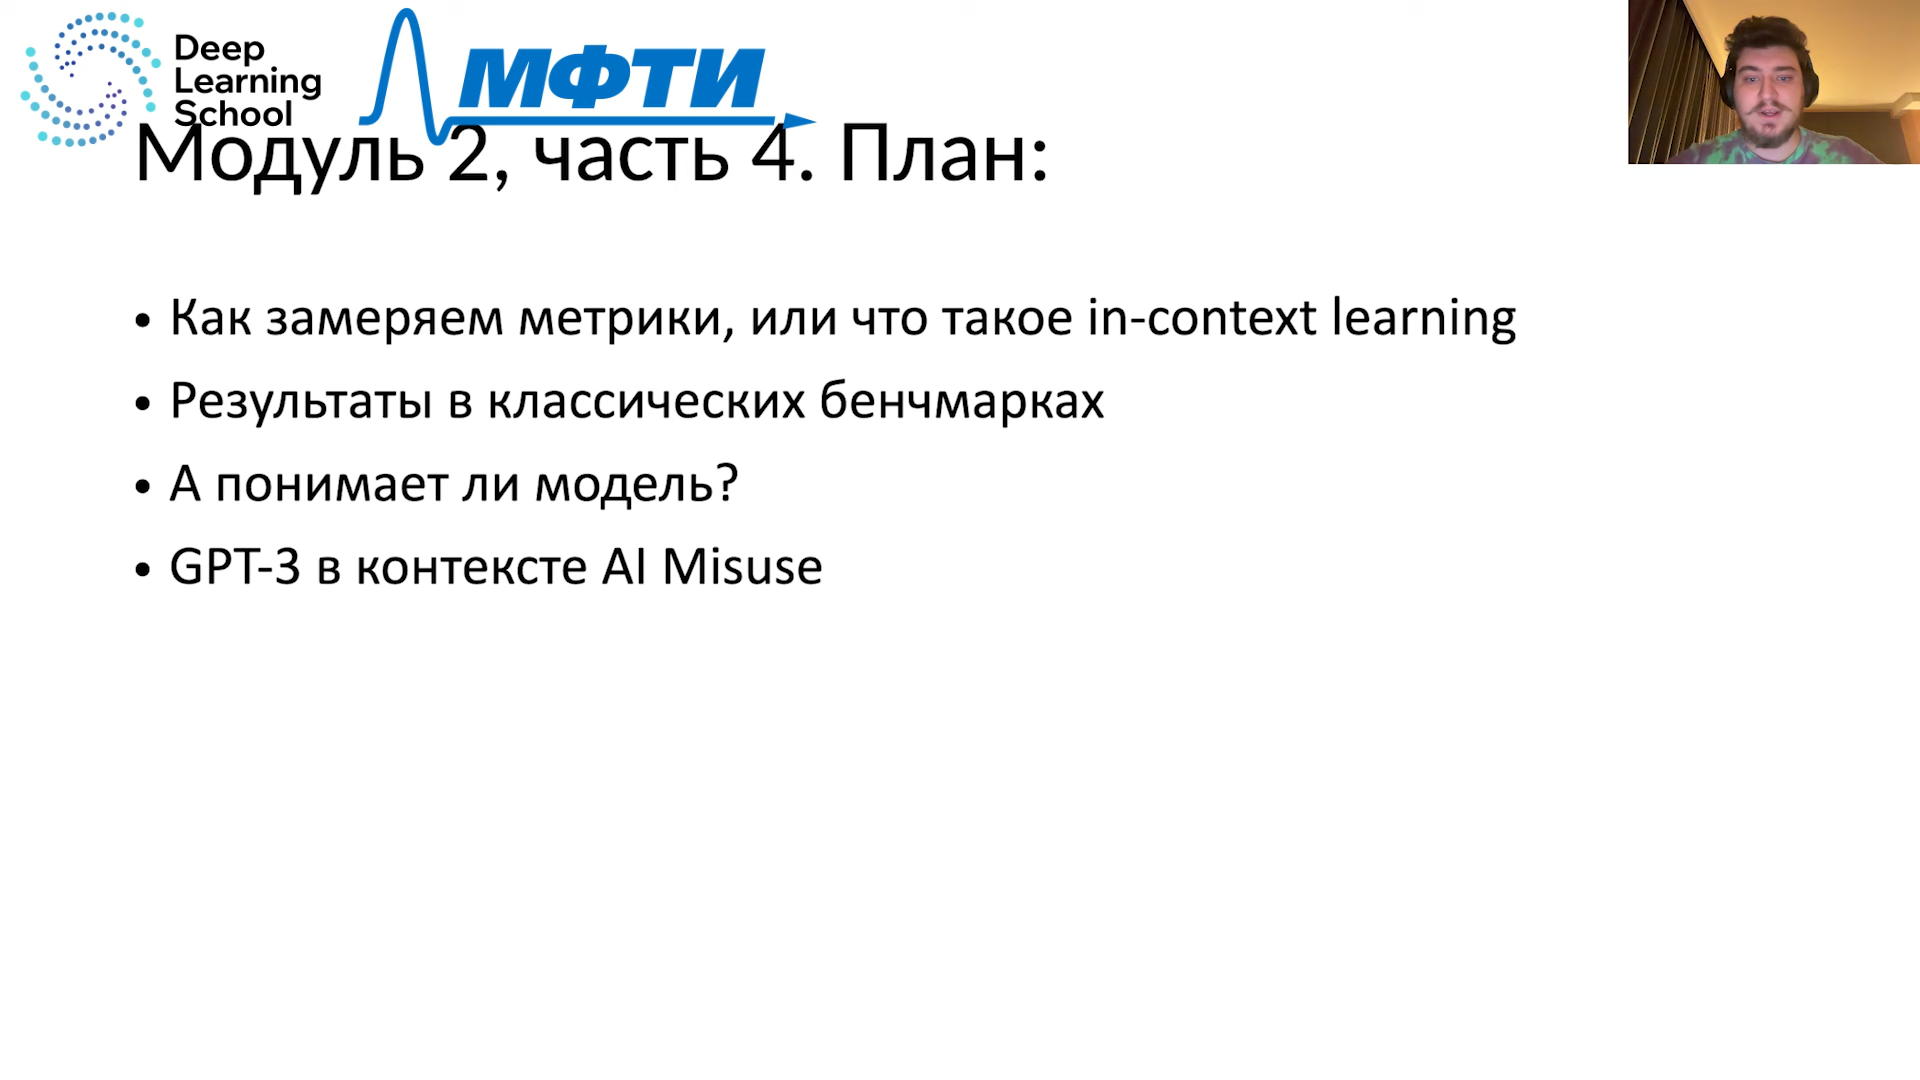 Deep
Learning
School
МФТИ
Модуль 2, часть 4. План:
• Как замеряем метрики, или что такое in-context learning
• Результаты в классических бенчмарках
• А понимает ли модель?
• GPT-3 в контексте AI Misuse